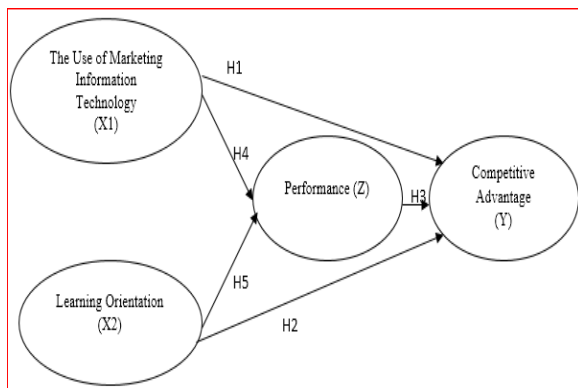 The Use of Marketing
Information
Technology
(X1)
H1
H4
Performance (Z)
H3
Competitive
Advantage
(Y)
H5
Learning Orientation
(X2)
H2